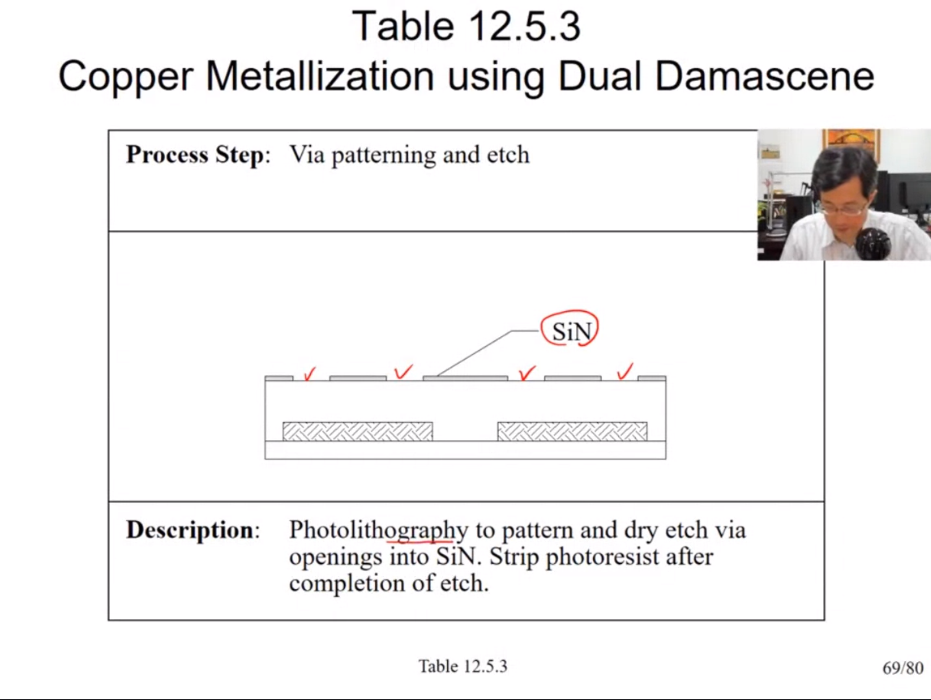 Table 12.5.3
Copper Metallization using Dual Damascene
Process Step: Via patterning and etch
SiN
Description: Photolithography to pattern and dry etch via
openings into SiN. Strip photoresist after
completion of etch.
Table 12.5.3
69/80